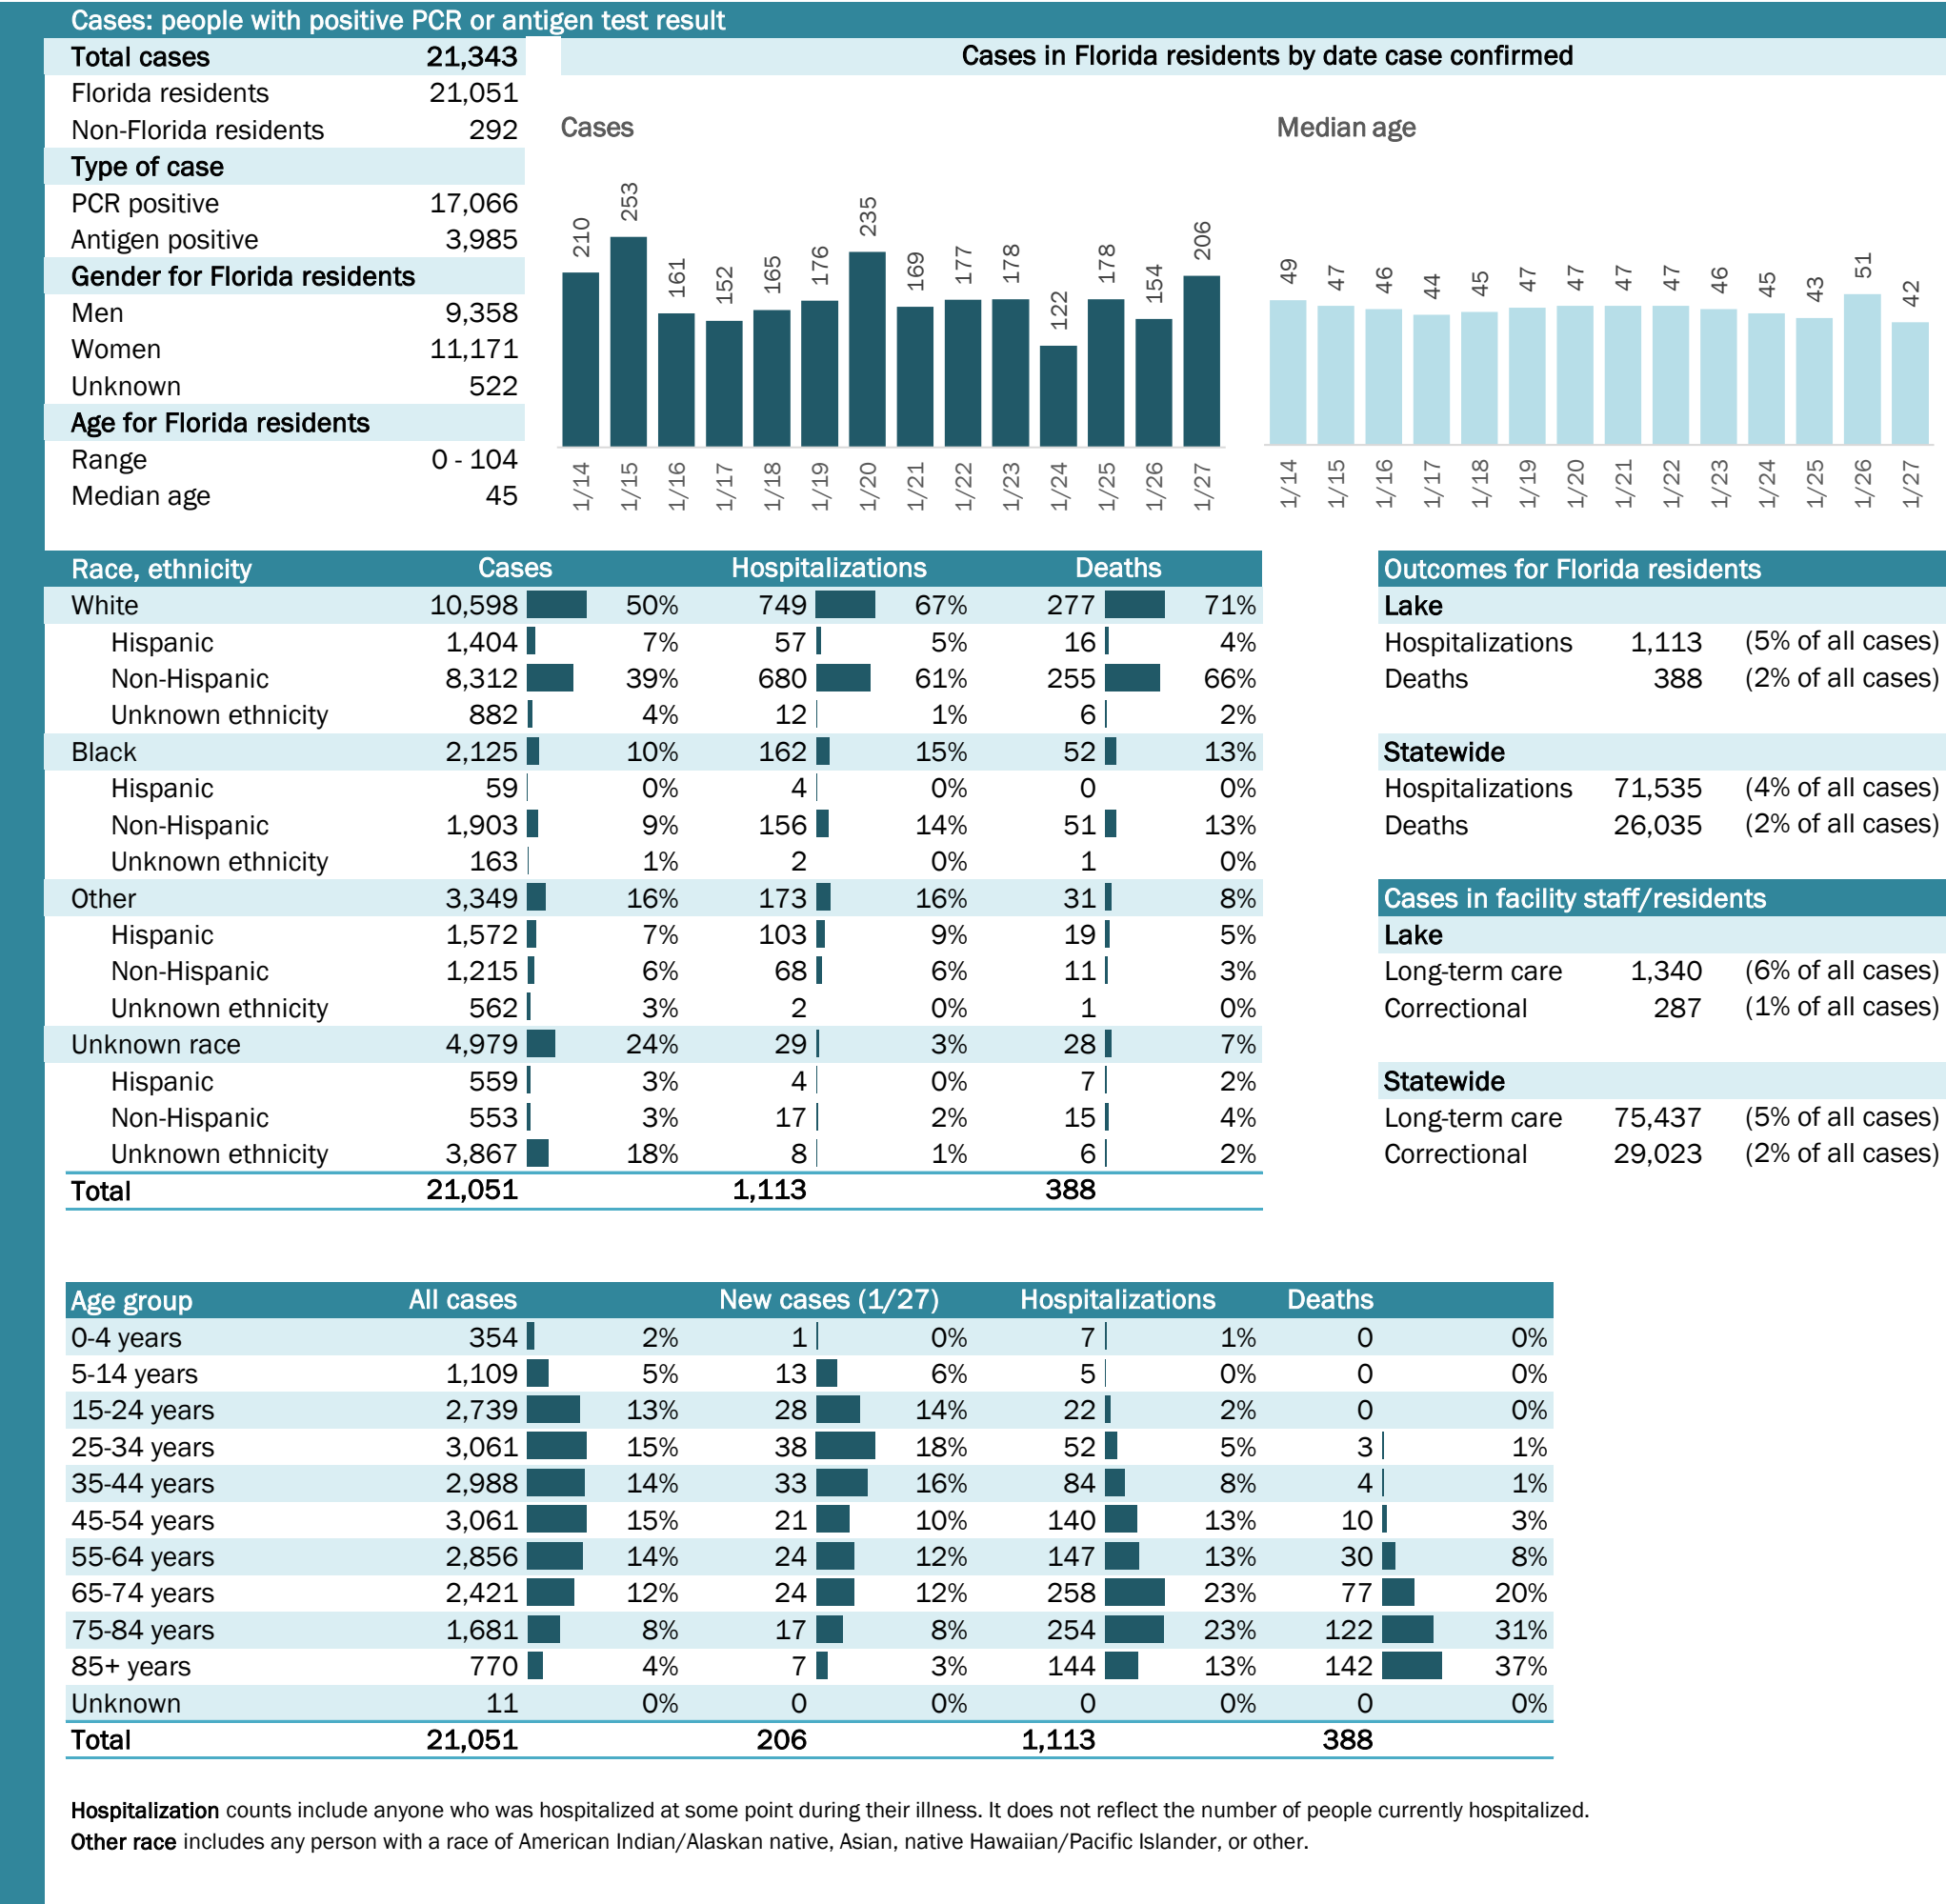 Cases: people with positive PCR or antigen test result
Total cases 21,343
Florida residents 21,051
Non-Florida residents 292
Type of case
PCR positive 17,066
Antigen positive 3,985
Gender for Florida residents
Men 9,358
Women 11,171
Unknown 522
Age for Florida residents
Range 0 - 104
Median age 45
Cases in Florida residents by date case confirmed
Cases
210 253 161 152 165 176 235 169 177 178 122 178 154 206
1/14 1/15 1/16 1/17 1/18 1/19 1/20 1/21 1/22 1/23 1/24 1/25 1/26 1/27
Median age
49 47 46 44 45 47 47 47 47 46 45 43 51 42
1/14 1/15 1/16 1/17 1/18 1/19 1/20 1/21 1/22 1/23 1/24 1/25 1/26 1/27
Race, ethnicity Cases Hospitalizations Deaths
White 10,598 50% 749 67% 277 71%
Hispanic 1,404 7% 57 5% 16 4%
Non-Hispanic 8,312 39% 680 61% 255 66%
Unknown ethnicity 882 4% 12 1% 6 2%
Black 2,125 10% 162 15% 52 13%
Hispanic 59 0% 4 0% 0 0%
Non-Hispanic 1,903 9% 156 14% 51 13%
Unknown ethnicity 163 1% 2 0% 1 0%
Other 3,349 16% 173 16% 31 8%
Hispanic 1,572 7% 103 9% 19 5%
Non-Hispanic 1,215 6% 68 6% 11 3%
Unknown ethnicity 562 3% 2 0% 1 0%
Unknown race 4,979 24% 29 3% 28 7%
Hispanic 559 3% 4 0% 7 2%
Non-Hispanic 553 3% 17 2% 15 4%
Unknown ethnicity 3,867 18% 8 1% 6 2%
Total 21,051 1,113 388
Outcomes for Florida residents
Lake
Hospitalizations 1,113 (5% of all cases)
Deaths 388 (2% of all cases)
Statewide
Hospitalizations 71,535 (4% of all cases)
Deaths 26,035 (2% of all cases)
Cases in facility staff/residents
Lake
Long-term care 1,340 (6% of all cases)
Correctional 287 (1% of all cases)
Statewide
Long-term care 75,437 (5% of all cases)
Correctional 29,023 (2% of all cases)
Age group All cases New cases (1/27) Hospitalizations Deaths
0-4 years 354 2% 1 0% 7 1% 0 0%
5-14 years 1,109 5% 13 6% 5 0% 0 0%
15-24 years 2,739 13% 28 14% 22 2% 0 0%
25-34 years 3,061 15% 38 18% 52 5% 3 1%
35-44 years 2,988 14% 33 16% 84 8% 4 1%
45-54 years 3,061 15% 21 10% 140 13% 10 3%
55-64 years 2,856 14% 24 12% 147 13% 30 8%
65-74 years 2,421 12% 24 12% 258 23% 77 20%
75-84 years 1,681 8% 17 8% 254 23% 122 31%
85+ years 770 4% 7 3% 144 13% 142 37%
Unknown 11 0% 0 0% 0 0% 0 0%
Total 21,051 206 1,113 388
Hospitalization counts include anyone who was hospitalized at some point during their illness. It does not reflect the number of people currently hospitalized.
Other race includes any person with a race of American Indian/Alaskan native, Asian, native Hawaiian/Pacific Islander, or other.